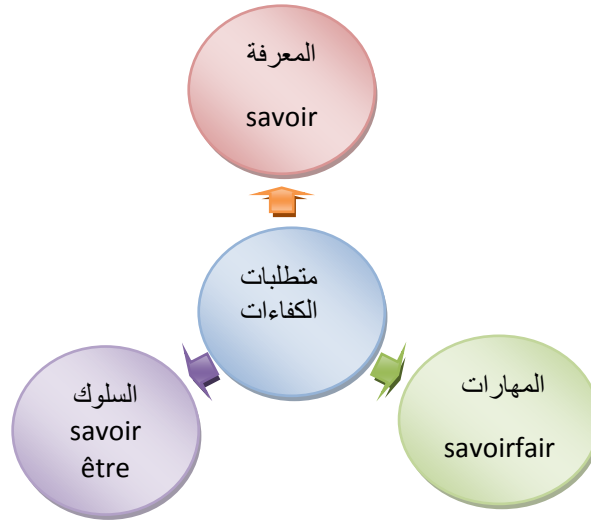 المعرفة
savoir
متطلبات
الكفاءات
السلوك
savoir
être
المهارات
savoirfair